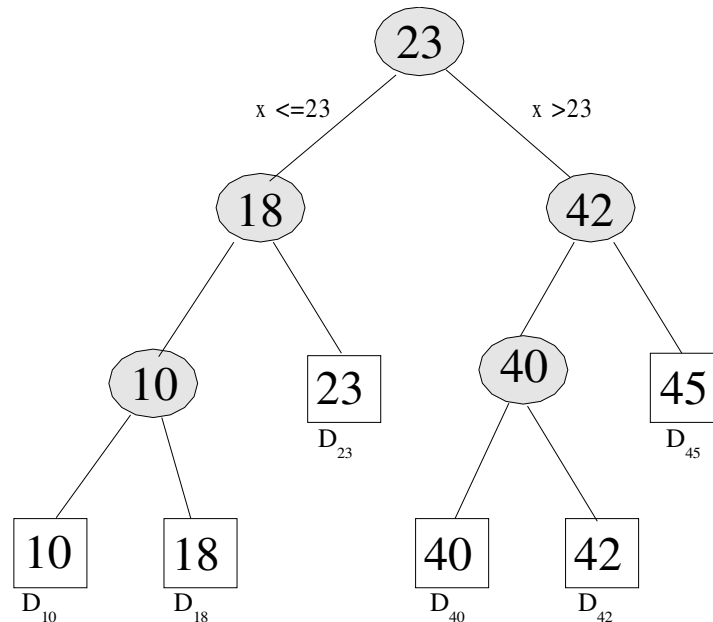 23
x <=23
x >23
18
42
10
23
40
45
D₂₃
D₄₅
10
18
40
42
D₁₀
D₁₈
D₄₀
D₄₂